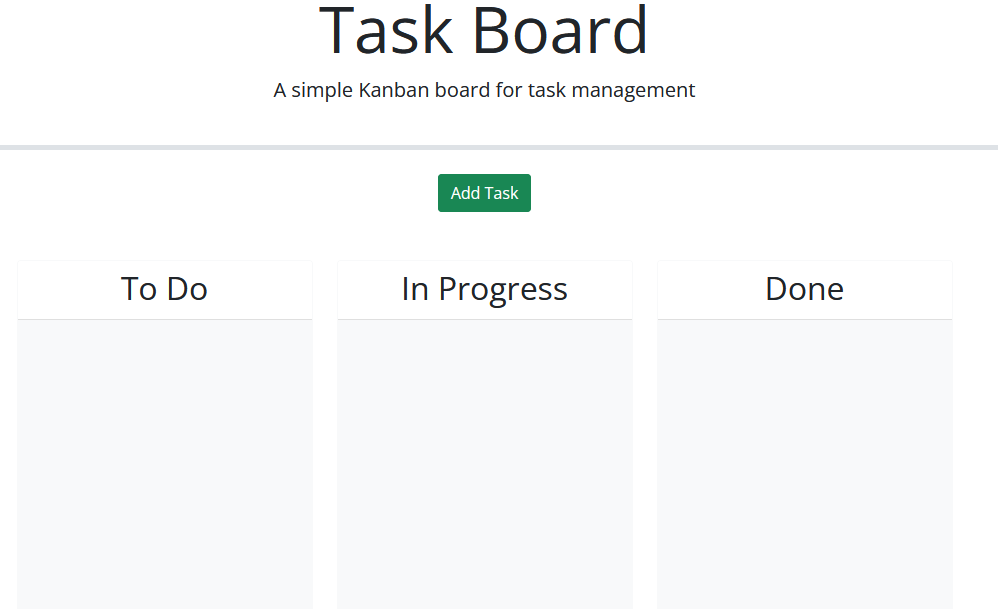 Task Board
A simple Kanban board for task management
Add Task
To Do
In Progress
Done